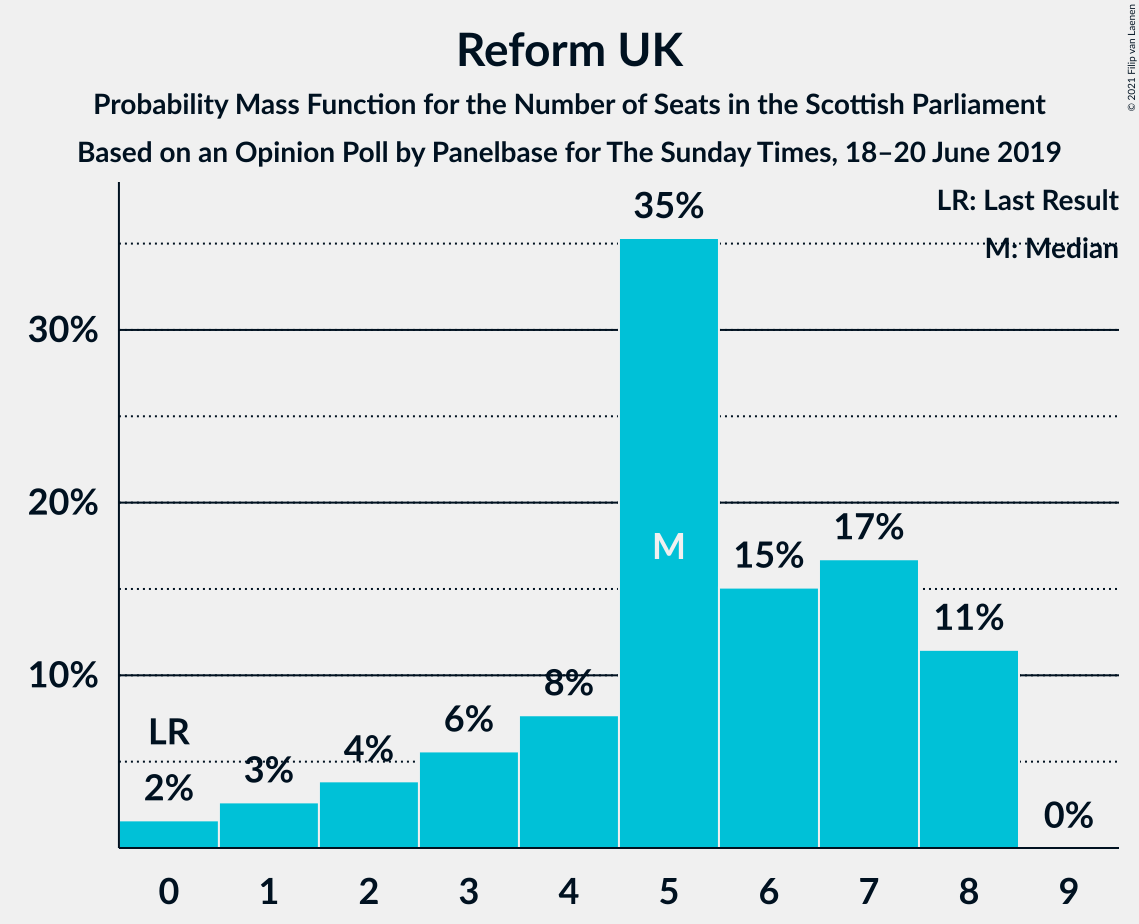 © 2021 Filip van Laenen
Reform UK
Probability Mass Function for the Number of Seats in the Scottish Parliament
Based on an Opinion Poll by Panelbase for The Sunday Times, 18–20 June 2019
LR: Last Result
M: Median
35%
30%
20%
M
15%
17%
11%
10%
8%
6%
LR
4%
3%
2%
0%
0 1 2 3 4 5 6 7 8 9